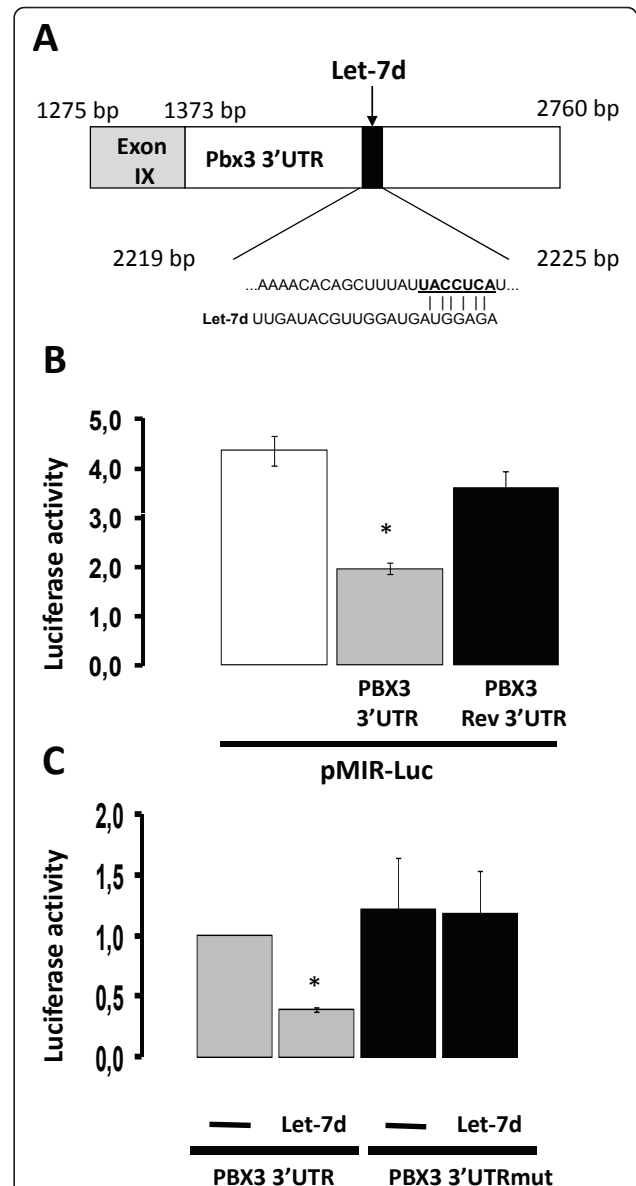 A
Let-7d
1275 bp 1373 bp 2760 bp
Exon IX
Pbx3 3’UTR
2219 bp 2225 bp
...AAAACACAGCUUUAUUACCUCAU...
Let-7d UUGAUACGUUGGAUGAUGGAGA
B
Luciferase activity
5,0
4,0
3,0
2,0
1,0
0,0
*
PBX3 3’UTR
PBX3 Rev 3’UTR
pMIR-Luc
C
Luciferase activity
2,0
1,5
1,0
0,5
0,0
*
— Let-7d — Let-7d
PBX3 3’UTR PBX3 3’UTRmut